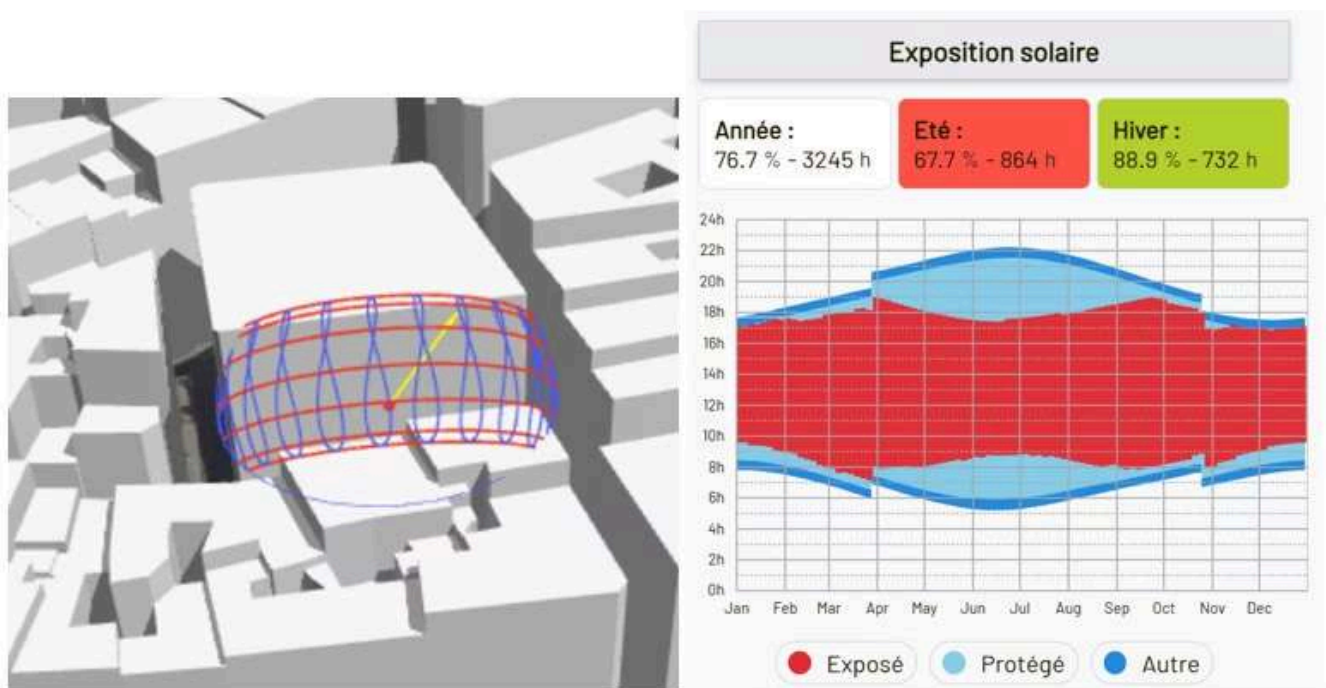 Exposition solaire
Année :
76.7 % - 3245 h
Eté :
67.7 % - 864 h
Hiver :
88.9 % - 732 h
24h
22h
20h
18h
16h
14h
12h
10h
8h
6h
4h
2h
0h
Jan Feb Mar Apr May Jun Jul Aug Sep Oct Nov Dec
Exposé Protégé Autre